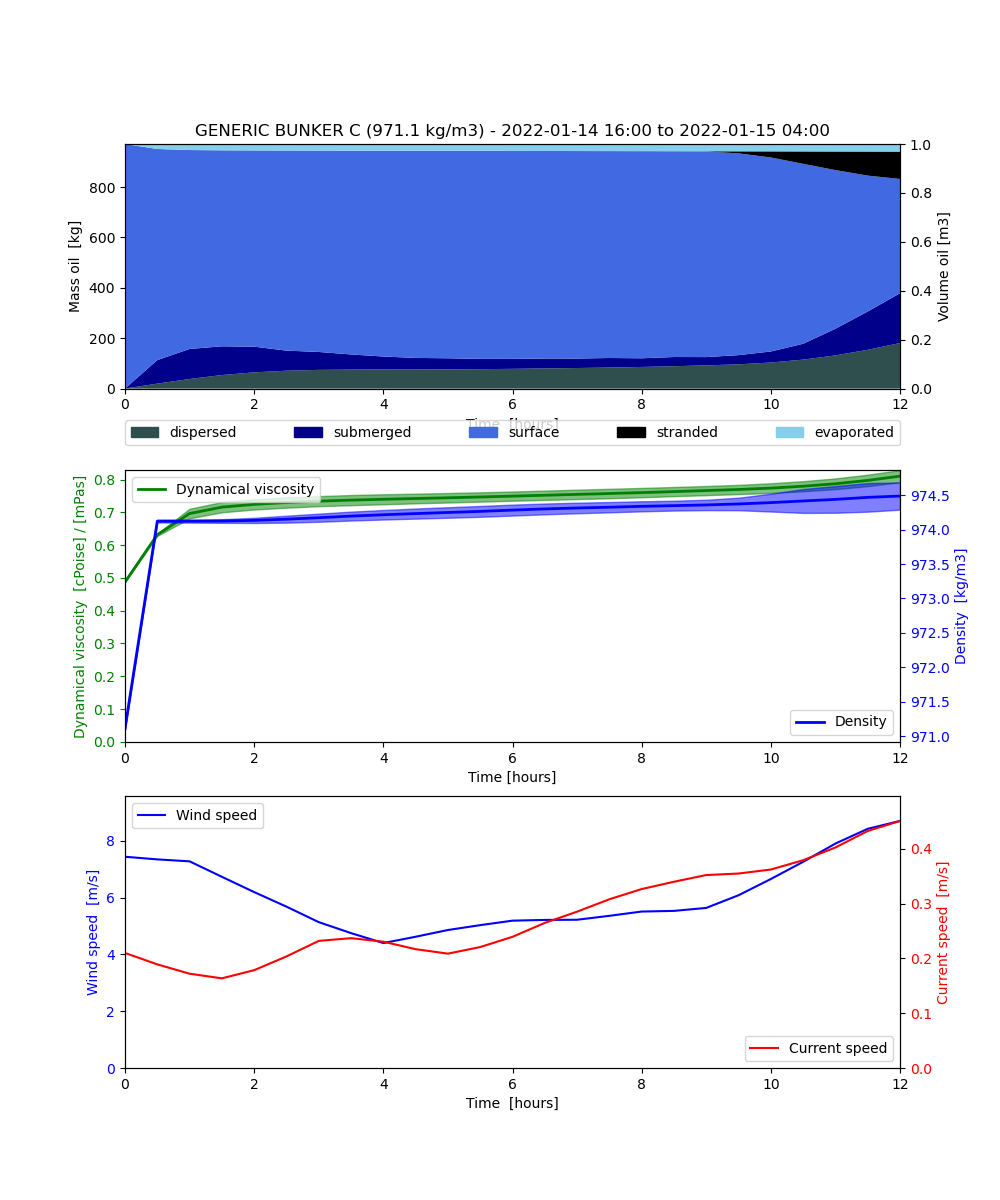 GENERIC BUNKER C (971.1 kg/m3) - 2022-01-14 16:00 to 2022-01-15 04:00
Mass oil [kg]
800
600
400
200
0
1.0
0.8
0.6
0.4
0.2
0.0
Volume oil [m3]
0 2 4 6 8 10 12
Time [hours]
dispersed submerged surface stranded evaporated
Dynamical viscosity [cPoise] / [mPas]
0.8
0.7
0.6
0.5
0.4
0.3
0.2
0.1
0.0
Dynamical viscosity
974.5
974.0
973.5
973.0
972.5
972.0
971.5
971.0
Density [kg/m3]
Density
0 2 4 6 8 10 12
Time [hours]
Wind speed [m/s]
8
6
4
2
0
Wind speed
0.4
0.3
0.2
0.1
0.0
Current speed [m/s]
Current speed
0 2 4 6 8 10 12
Time [hours]